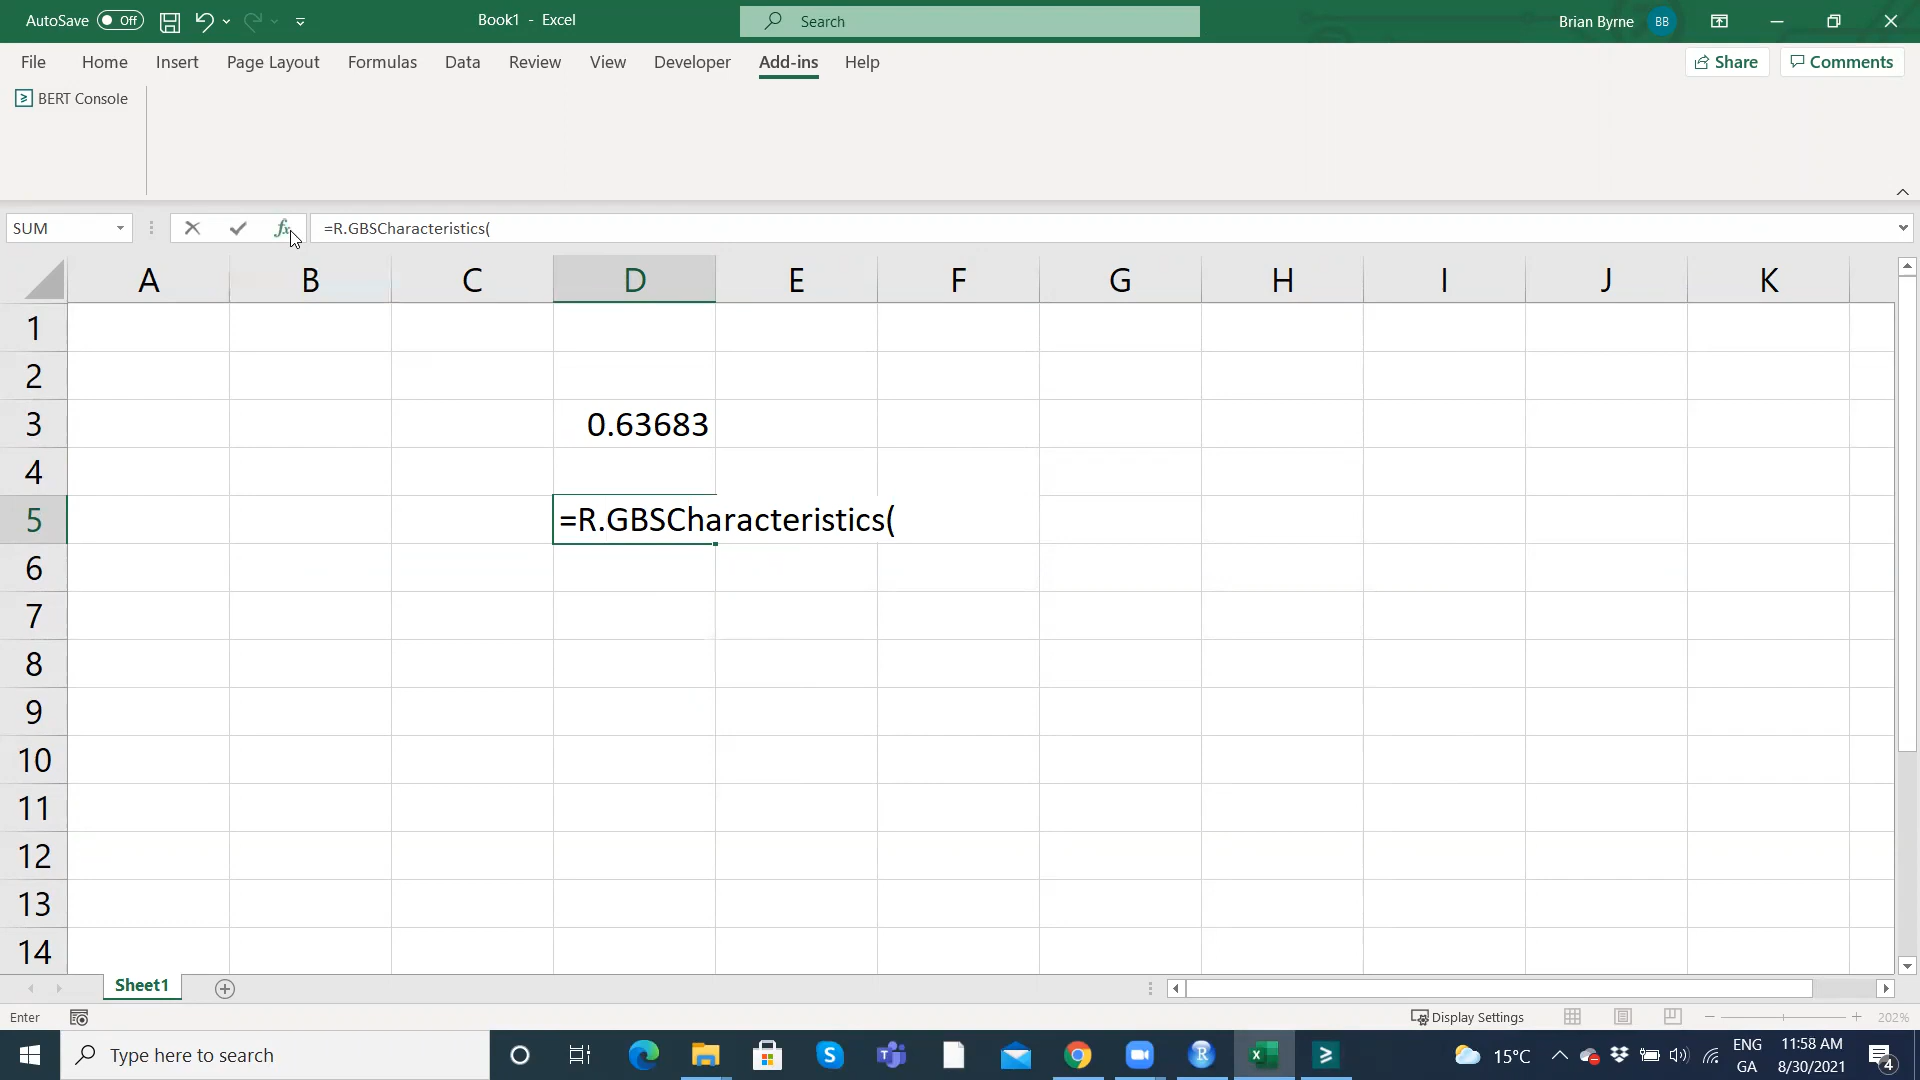 AutoSave Off Book1 - Excel Search Brian Byrne BB
File Home Insert Page Layout Formulas Data Review View Developer Add-ins Help Share Comments
BERT Console
SUM fx =R.GBSCharacteristics(
A B C D E F G H I J K
1
2
3 0.63683
4
5 =R.GBSCharacteristics(
6
7
8
9
10
11
12
13
14
Sheet1
Enter Display Settings 202%
Type here to search 15°C ENG 11:58 AM
GA 8/30/2021 4